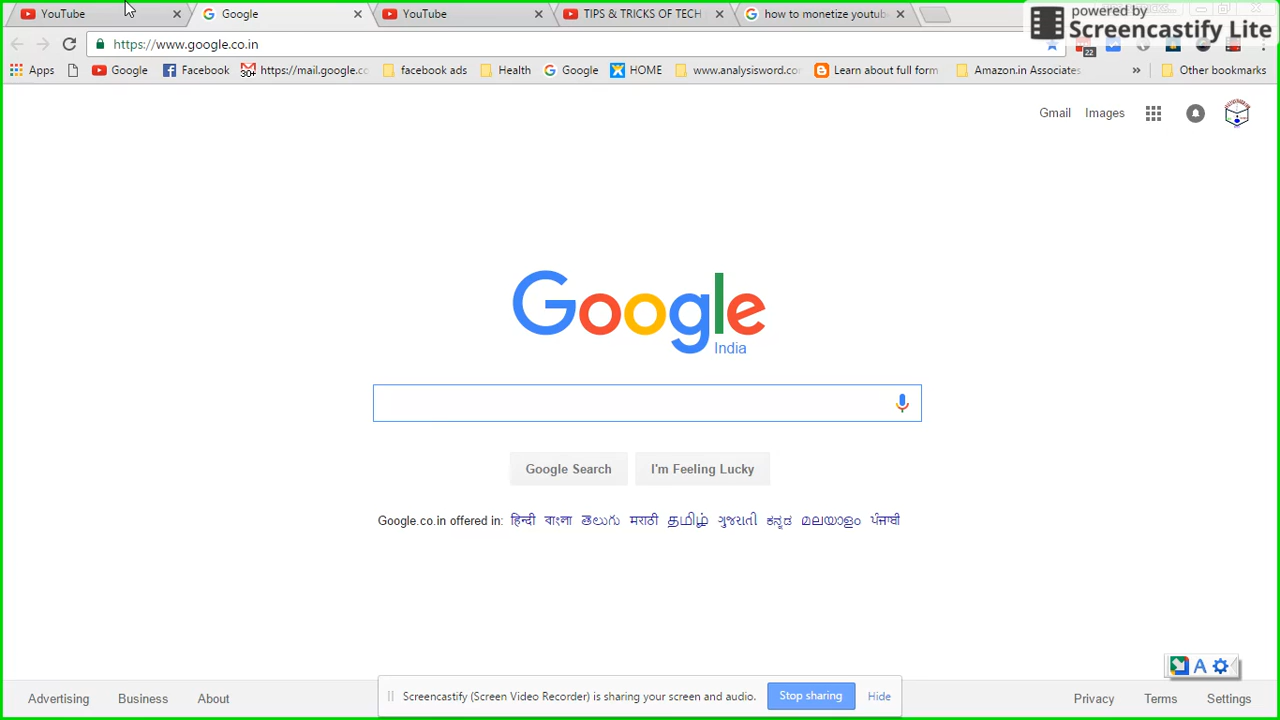 YouTube
Google
YouTube
TIPS & TRICKS OF TECH
how to monetize youtub
powered by
Screencastify Lite
https://www.google.co.in
22
Apps
Google
30+
Facebook
https://mail.google.co
facebook ads
Health
Google
HOME
www.analysisword.co
Learn about full form
Amazon.in Associates
»
Other bookmarks
Gmail
Images
Google
India
Google Search
I'm Feeling Lucky
Google.co.in offered in: हिन्दी বাংলা తెలుగు मराठी தமிழ் ગુજરાતી ಕನ್ನಡ മലയാളം ਪੰਜਾਬੀ
A
Screencastify (Screen Video Recorder) is sharing your screen and audio.
Stop sharing
Hide
Advertising
Business
About
Privacy
Terms
Settings